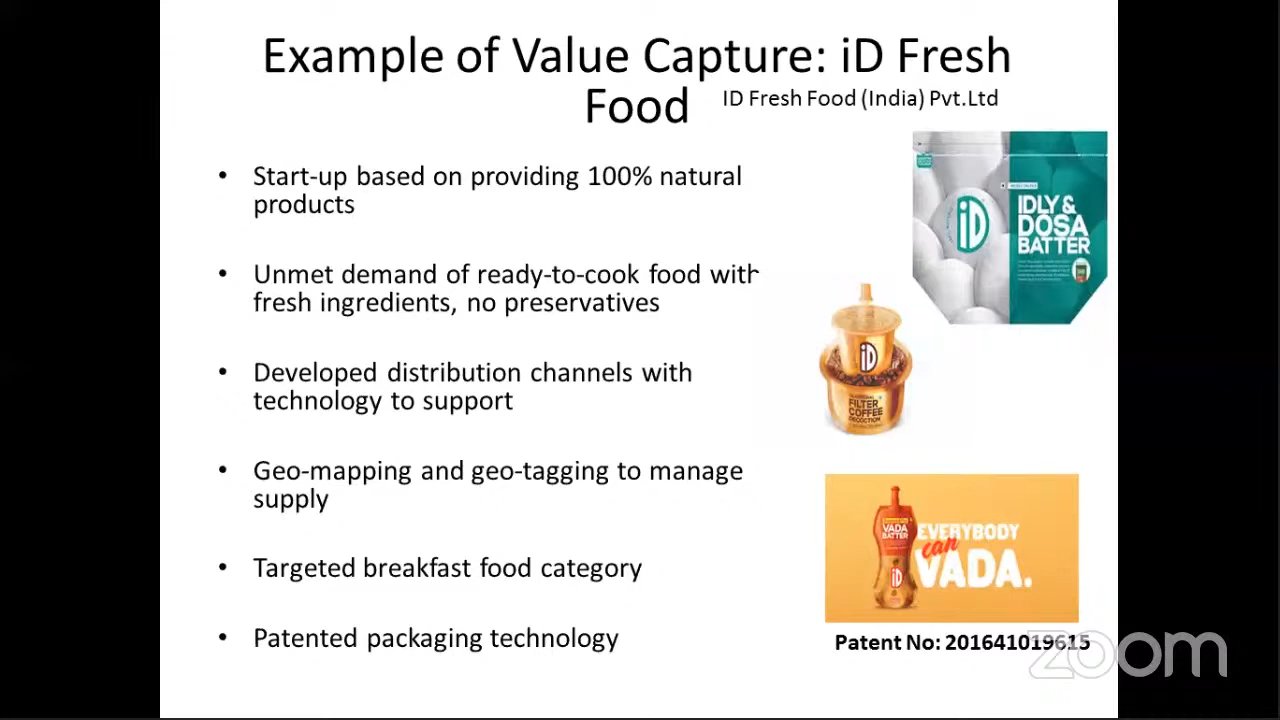 Example of Value Capture: iD Fresh
Food
ID Fresh Food (India) Pvt.Ltd
• Start-up based on providing 100% natural
products
• Unmet demand of ready-to-cook food with
fresh ingredients, no preservatives
• Developed distribution channels with
technology to support
• Geo-mapping and geo-tagging to manage
supply
• Targeted breakfast food category
• Patented packaging technology
iD
IDLY &
DOSA
BATTER
iD
FILTER
COFFEE
DECOCTION
VADA
BATTER
iD
EVERYBODY
can
VADA.
Patent No: 201641019615
zoom